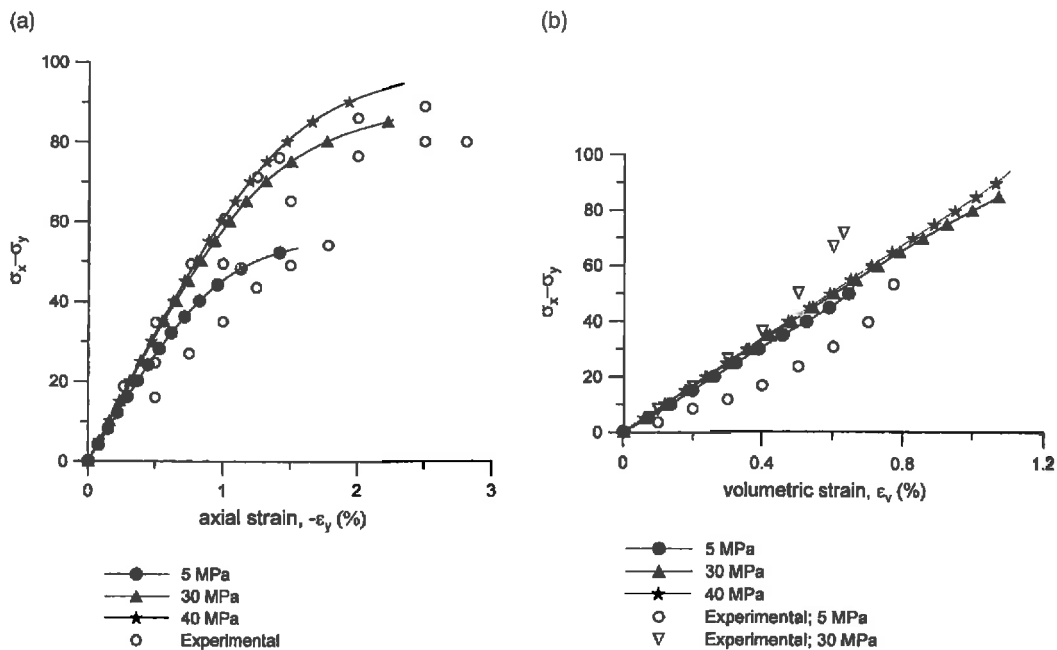 (a)
100
80
60
40
20
0
σx–σy
0
1
2
3
axial strain, -εy (%)
5 MPa
30 MPa
40 MPa
Experimental
(b)
100
80
60
40
20
0
σx–σy
0
0.4
0.8
1.2
volumetric strain, εv (%)
5 MPa
30 MPa
40 MPa
Experimental; 5 MPa
Experimental; 30 MPa